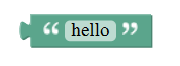 “ hello ”